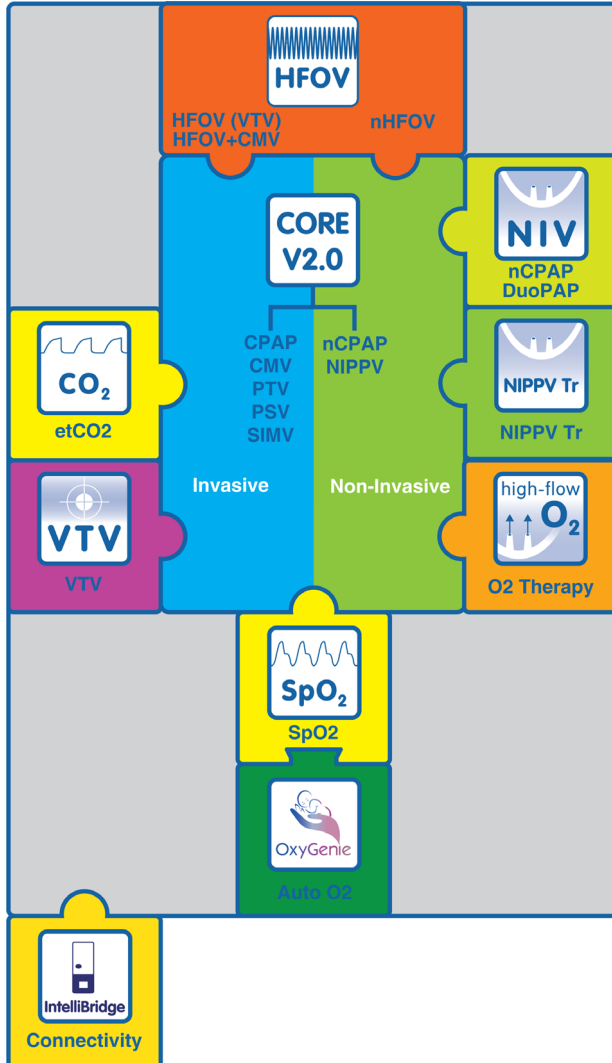 HFOV
HFOV (VTV)
HFOV+CMV
nHFOV
CORE
V2.0
CPAP
CMV
PTV
PSV
SIMV
nCPAP
NIPPV
Invasive
Non-Invasive
NIV
nCPAP
DuoPAP
CO₂
etCO2
NIPPV Tr
NIPPV Tr
VTV
VTV
high-flow
O₂
O2 Therapy
SpO₂
SpO2
OxyGenie
Auto O2
IntelliBridge
Connectivity